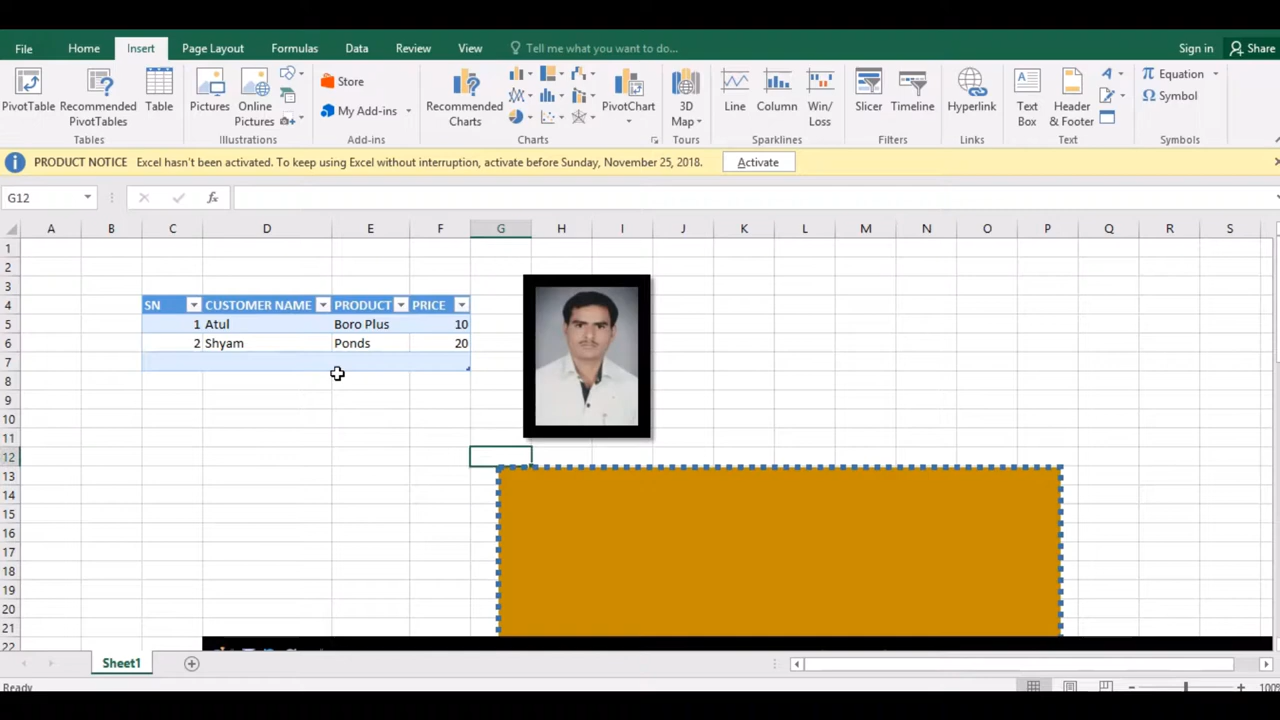 File Home Insert Page Layout Formulas Data Review View Tell me what you want to do... Sign in Share
PivotTable Recommended PivotTables Table Pictures Online Pictures Store My Add-ins Recommended Charts PivotChart 3D Map Line Column Win/Loss Slicer Timeline Hyperlink Text Box Header & Footer Equation Symbol
Tables Illustrations Add-ins Charts Tours Sparklines Filters Links Text Symbols
PRODUCT NOTICE Excel hasn't been activated. To keep using Excel without interruption, activate before Sunday, November 25, 2018. Activate
G12 fx
A B C D E F G H I J K L M N O P Q R S
1
2
3
4 SN CUSTOMER NAME PRODUCT PRICE
5 1 Atul Boro Plus 10
6 2 Shyam Ponds 20
7
8
9
10
11
12
13
14
15
16
17
18
19
20
21
22
Sheet1
Ready 100%